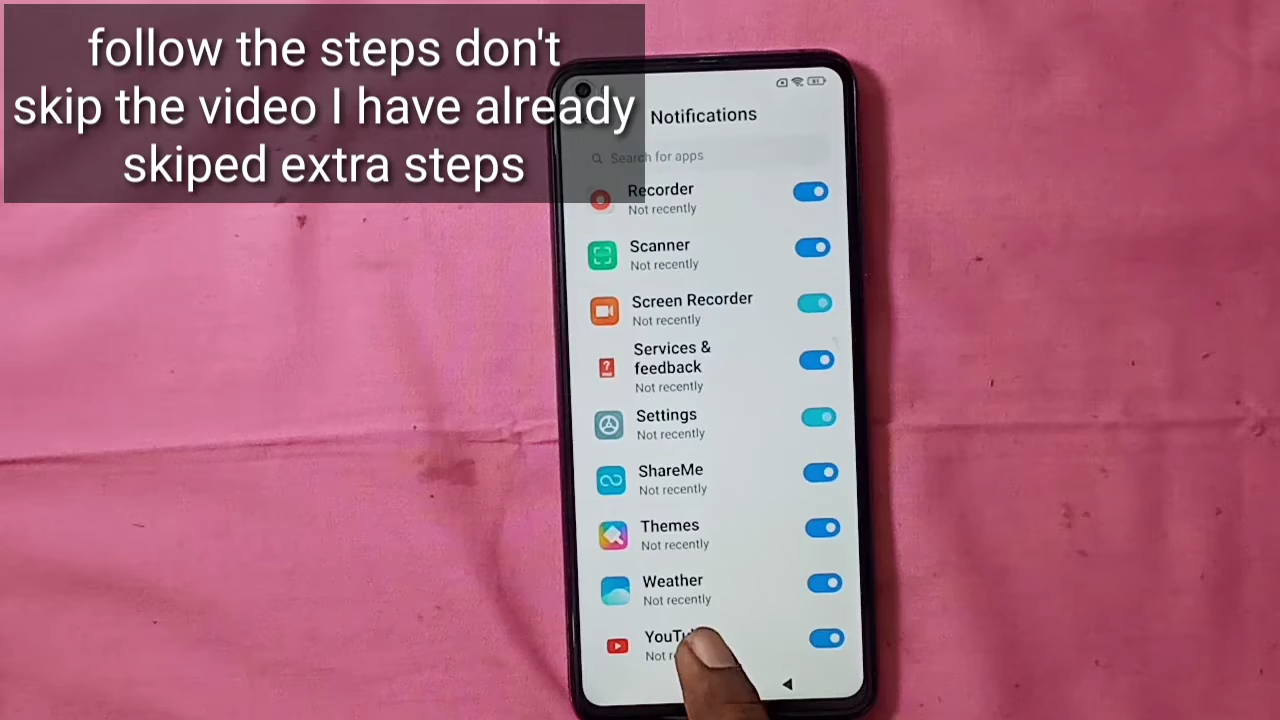 follow the steps don't
skip the video I have already
skiped extra steps
Notifications
Search for apps
Recorder
Not recently
Scanner
Not recently
Screen Recorder
Not recently
Services &
feedback
Not recently
Settings
Not recently
ShareMe
Not recently
Themes
Not recently
Weather
Not recently
YouTu
Not